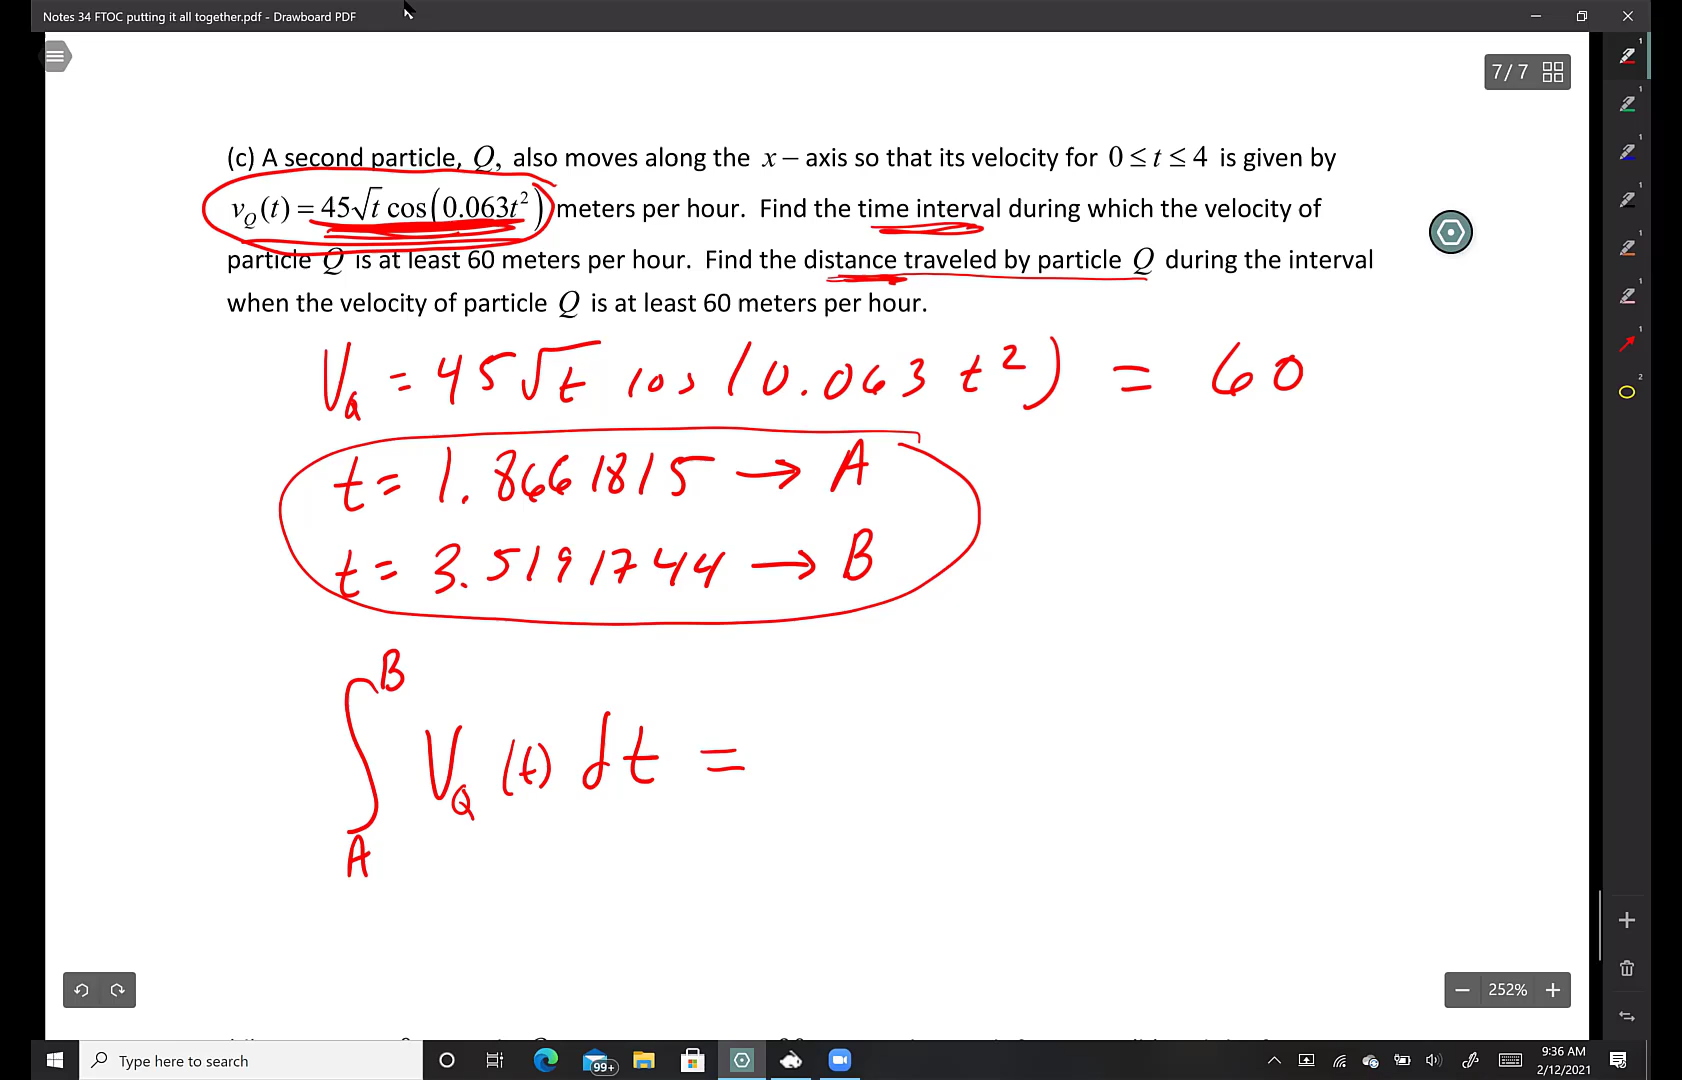 Notes 34 FTOC putting it all together.pdf - Drawboard PDF
7 / 7
(c) A second particle, Q, also moves along the x − axis so that its velocity for 0 ≤ t ≤ 4 is given by
v_Q(t) = 45√t cos(0.063t²) meters per hour. Find the time interval during which the velocity of
particle Q is at least 60 meters per hour. Find the distance traveled by particle Q during the interval
when the velocity of particle Q is at least 60 meters per hour.
V_Q = 45√t cos(0.063 t²) = 60
t = 1.8661815 → A
t = 3.5191744 → B
∫_A^B V_Q(t) dt =
252%
Type here to search
99+
9:36 AM
2/12/2021